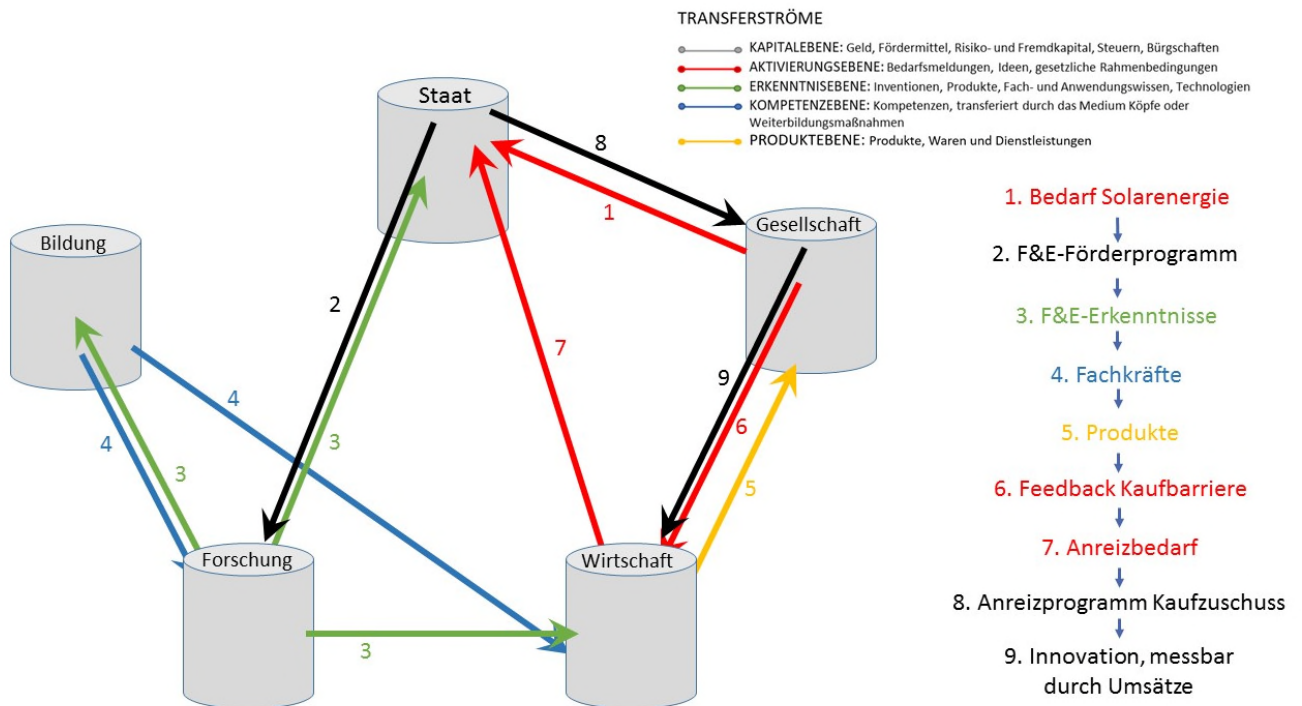 TRANSFERSTRÖME
KAPITALEBENE: Geld, Fördermittel, Risiko- und Fremdkapital, Steuern, Bürgschaften
AKTIVIERUNGSEBENE: Bedarfsmeldungen, Ideen, gesetzliche Rahmenbedingungen
ERKENNTNISEBENE: Inventionen, Produkte, Fach- und Anwendungswissen, Technologien
KOMPETENZEBENE: Kompetenzen, transferiert durch das Medium Köpfe oder
Weiterbildungsmaßnahmen
PRODUKTEBENE: Produkte, Waren und Dienstleistungen
Staat
8
1
Gesellschaft
Bildung
2
7
9
4
3
6
4
3
5
Forschung
Wirtschaft
3
1. Bedarf Solarenergie
2. F&E-Förderprogramm
3. F&E-Erkenntnisse
4. Fachkräfte
5. Produkte
6. Feedback Kaufbarriere
7. Anreizbedarf
8. Anreizprogramm Kaufzuschuss
9. Innovation, messbar
durch Umsätze